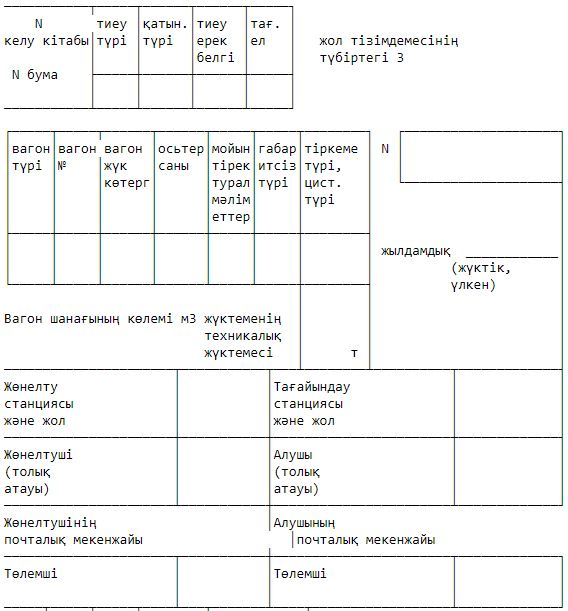 N тиеу қатын. тиеу тағ.
келу кітабы түрі түрі ерек ел жол тізімдемесінің
белгі түбіртегі 3
N бума
вагон вагон вагон осьтер мойын габар тіркеме N
түрі № жүк саны тірек итсіз түрі,
көтерг турал түрі цист.
мәлім түрі
еттер
жылдамдық ____________
(жүктік,
үлкен)
Вагон шанағының көлемі м3 жүктеменің
техникалық
жүктемесі т
Жөнелту Тағайындау
станциясы станциясы
және жол және жол
Жөнелтуші Алушы
(толық (толық
атауы) атауы)
Жөнелтушінің Алушының
почталық мекенжайы почталық мекенжайы
Төлемші Төлемші